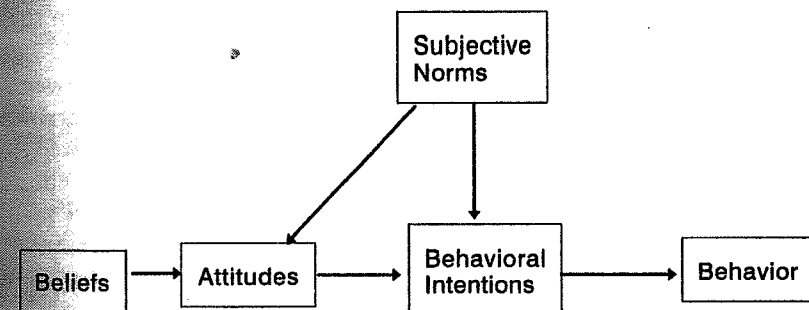 Subjective
Norms
Beliefs
Attitudes
Behavioral
Intentions
Behavior